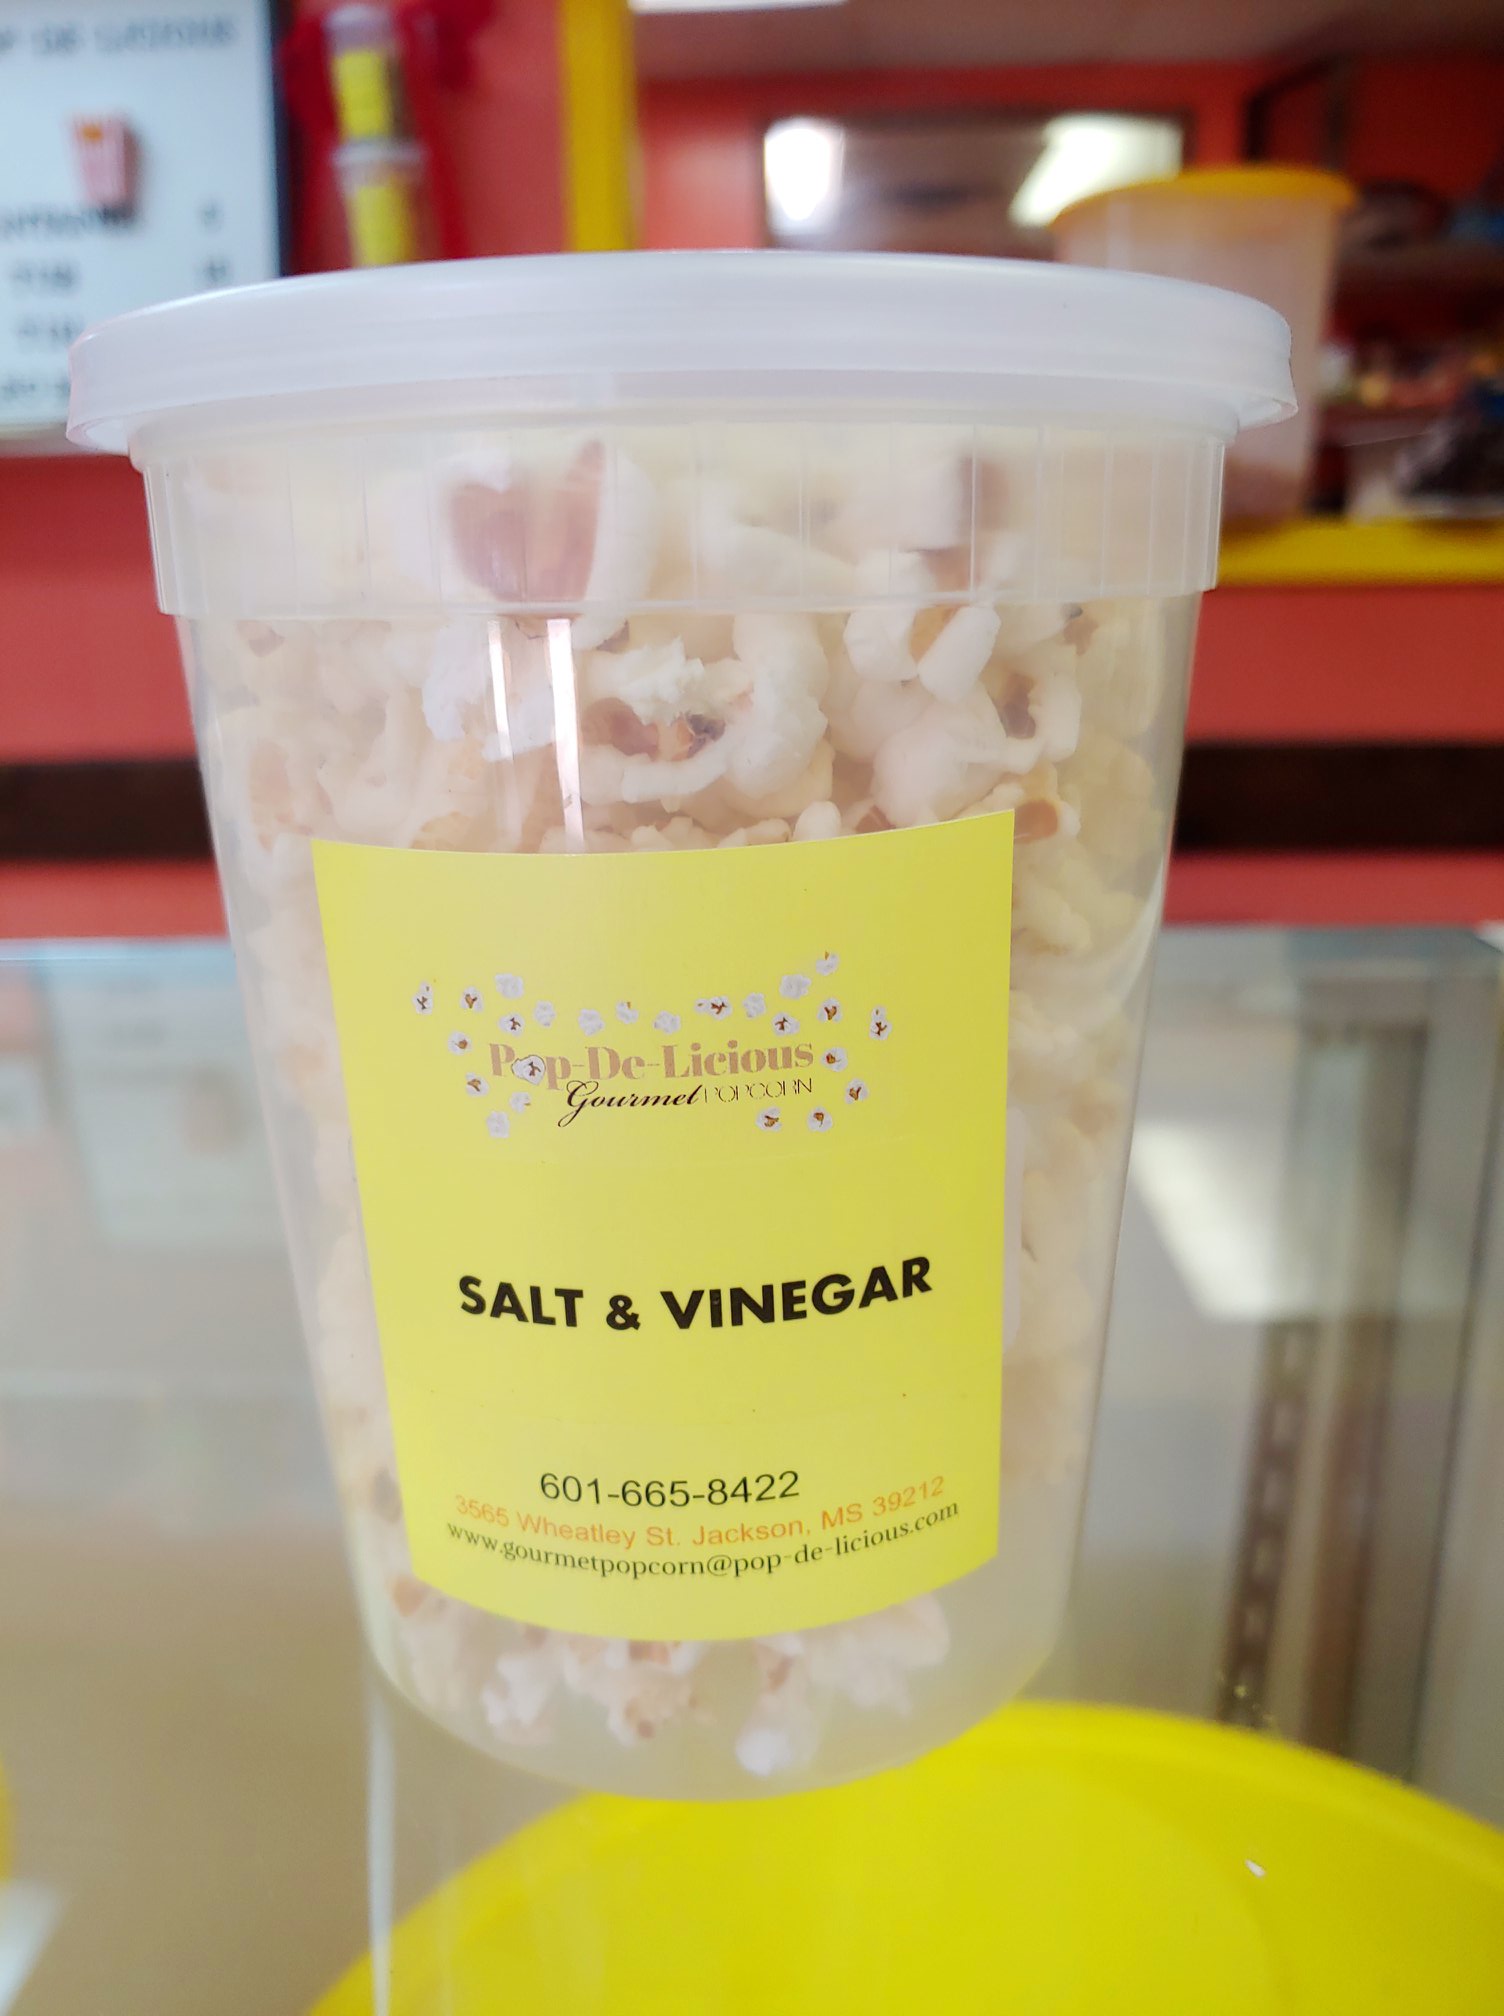 Pop-De-Licious
Gourmet POPCORN
SALT & VINEGAR
601-665-8422
3565 Wheatley St. Jackson, MS 39212
www.gourmetpopcorn@pop-de-licious.com